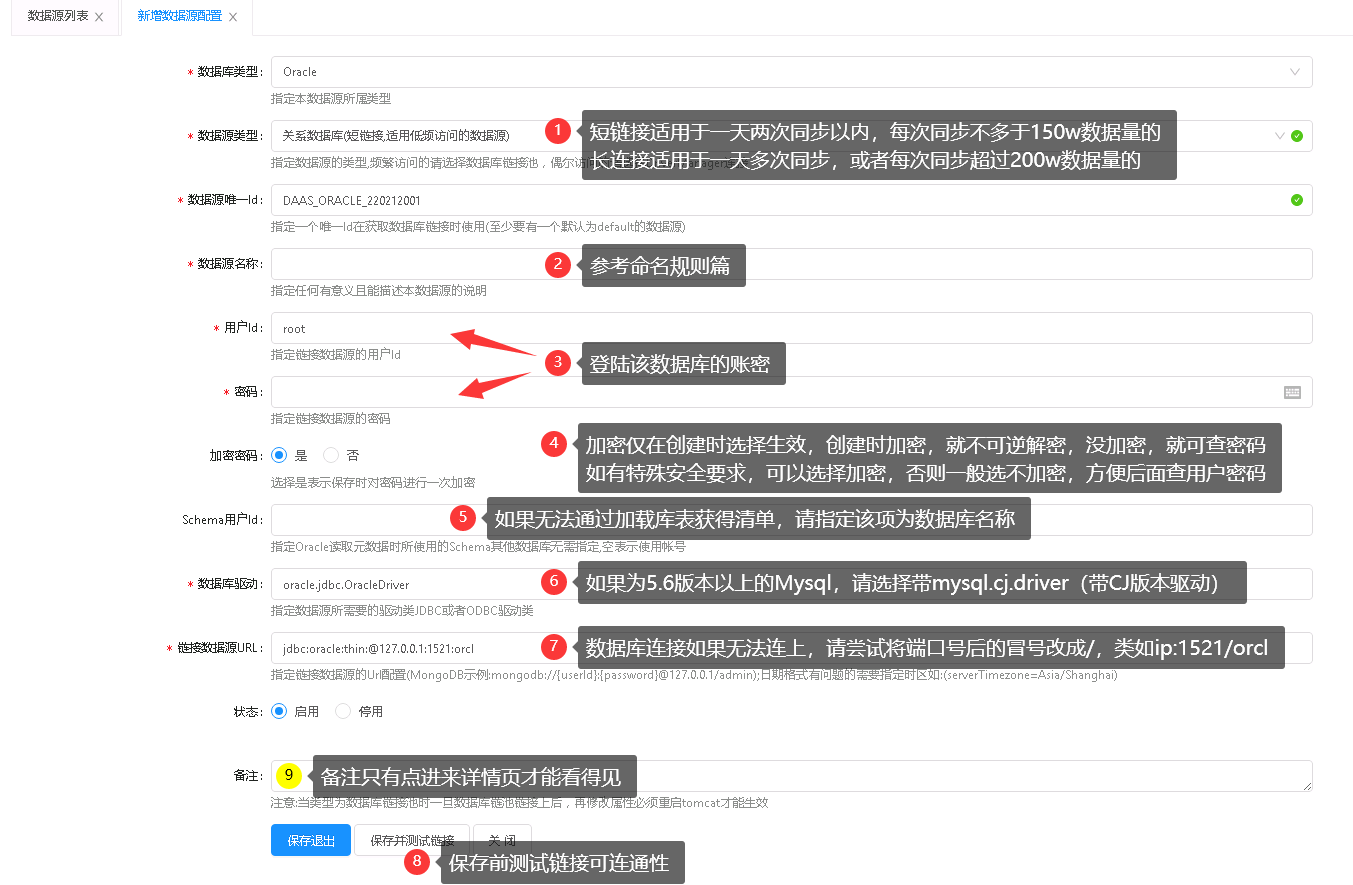 数据源列表 新增数据源配置
* 数据库类型: Oracle
指定本数据源所属类型
* 数据源类型: 关系数据库(短链接,适用低频访问的数据源)
1 短链接适用于一天两次同步以内，每次同步不多于150w数据量的
长连接适用于一天多次同步，或者每次同步超过200w数据量的
指定数据源的类型,频繁访问的请选择数据库链接池，偶尔访
* 数据源唯一Id: DAAS_ORACLE_220212001
指定一个唯一Id在获取数据库链接时使用(至少要有一个默认为default的数据源)
* 数据源名称: 2 参考命名规则篇
指定任何有意义且能描述本数据源的说明
* 用户Id: root
指定链接数据源的用户Id
3 登陆该数据库的账密
* 密码:
指定链接数据源的密码
4 加密仅在创建时选择生效，创建时加密，就不可逆解密，没加密，就可查密码
如有特殊安全要求，可以选择加密，否则一般选不加密，方便后面查用户密码
加密密码: 是 否
选择是表示保存时对密码进行一次加密
Schema用户Id: 5 如果无法通过加载库表获得清单，请指定该项为数据库名称
指定Oracle读取元数据时所使用的Schema其他数据库无需指定,空表示使用帐号
* 数据库驱动: oracle.jdbc.OracleDriver 6 如果为5.6版本以上的Mysql，请选择带mysql.cj.driver（带CJ版本驱动）
指定数据源所需要的驱动类JDBC或者ODBC驱动类
* 链接数据源URL: jdbc:oracle:thin:@127.0.0.1:1521:orcl 7 数据库连接如果无法连上，请尝试将端口号后的冒号改成/，类如ip:1521/orcl
指定链接数据源的Url配置(MongoDB示例:mongodb://{userId}:{password}@127.0.0.1/admin);日期格式有问题的需要指定时区如:(serverTimezone=Asia/Shanghai)
状态: 启用 停用
备注: 9 备注只有点进来详情页才能看得见
注意:当类型为数据库链接池时一旦数据库链池链接上后，再修改属性必须重启tomcat才能生效
保存退出 保存并测试链接 关 闭
8 保存前测试链接可连通性